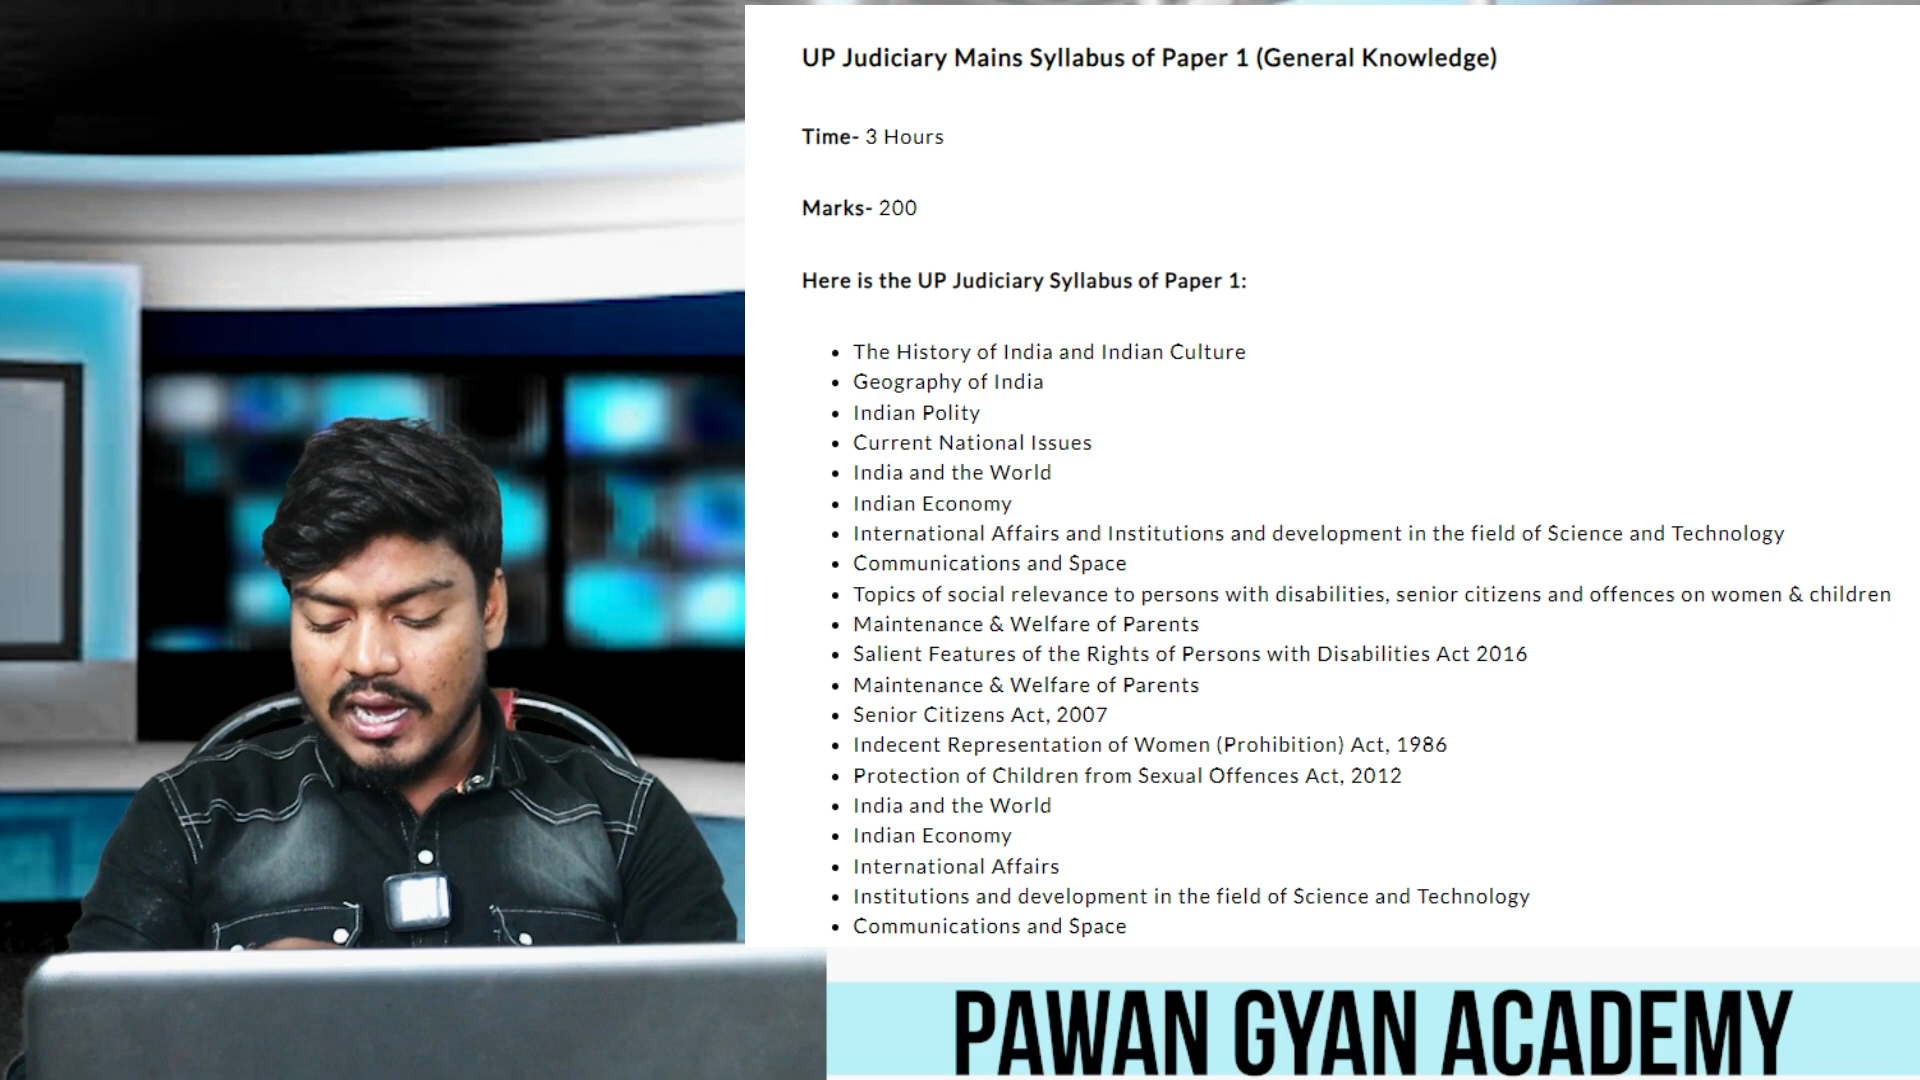 UP Judiciary Mains Syllabus of Paper 1 (General Knowledge)
Time- 3 Hours
Marks- 200
Here is the UP Judiciary Syllabus of Paper 1:
• The History of India and Indian Culture
• Geography of India
• Indian Polity
• Current National Issues
• India and the World
• Indian Economy
• International Affairs and Institutions and development in the field of Science and Technology
• Communications and Space
• Topics of social relevance to persons with disabilities, senior citizens and offences on women & children
• Maintenance & Welfare of Parents
• Salient Features of the Rights of Persons with Disabilities Act 2016
• Maintenance & Welfare of Parents
• Senior Citizens Act, 2007
• Indecent Representation of Women (Prohibition) Act, 1986
• Protection of Children from Sexual Offences Act, 2012
• India and the World
• Indian Economy
• International Affairs
• Institutions and development in the field of Science and Technology
• Communications and Space
PAWAN GYAN ACADEMY